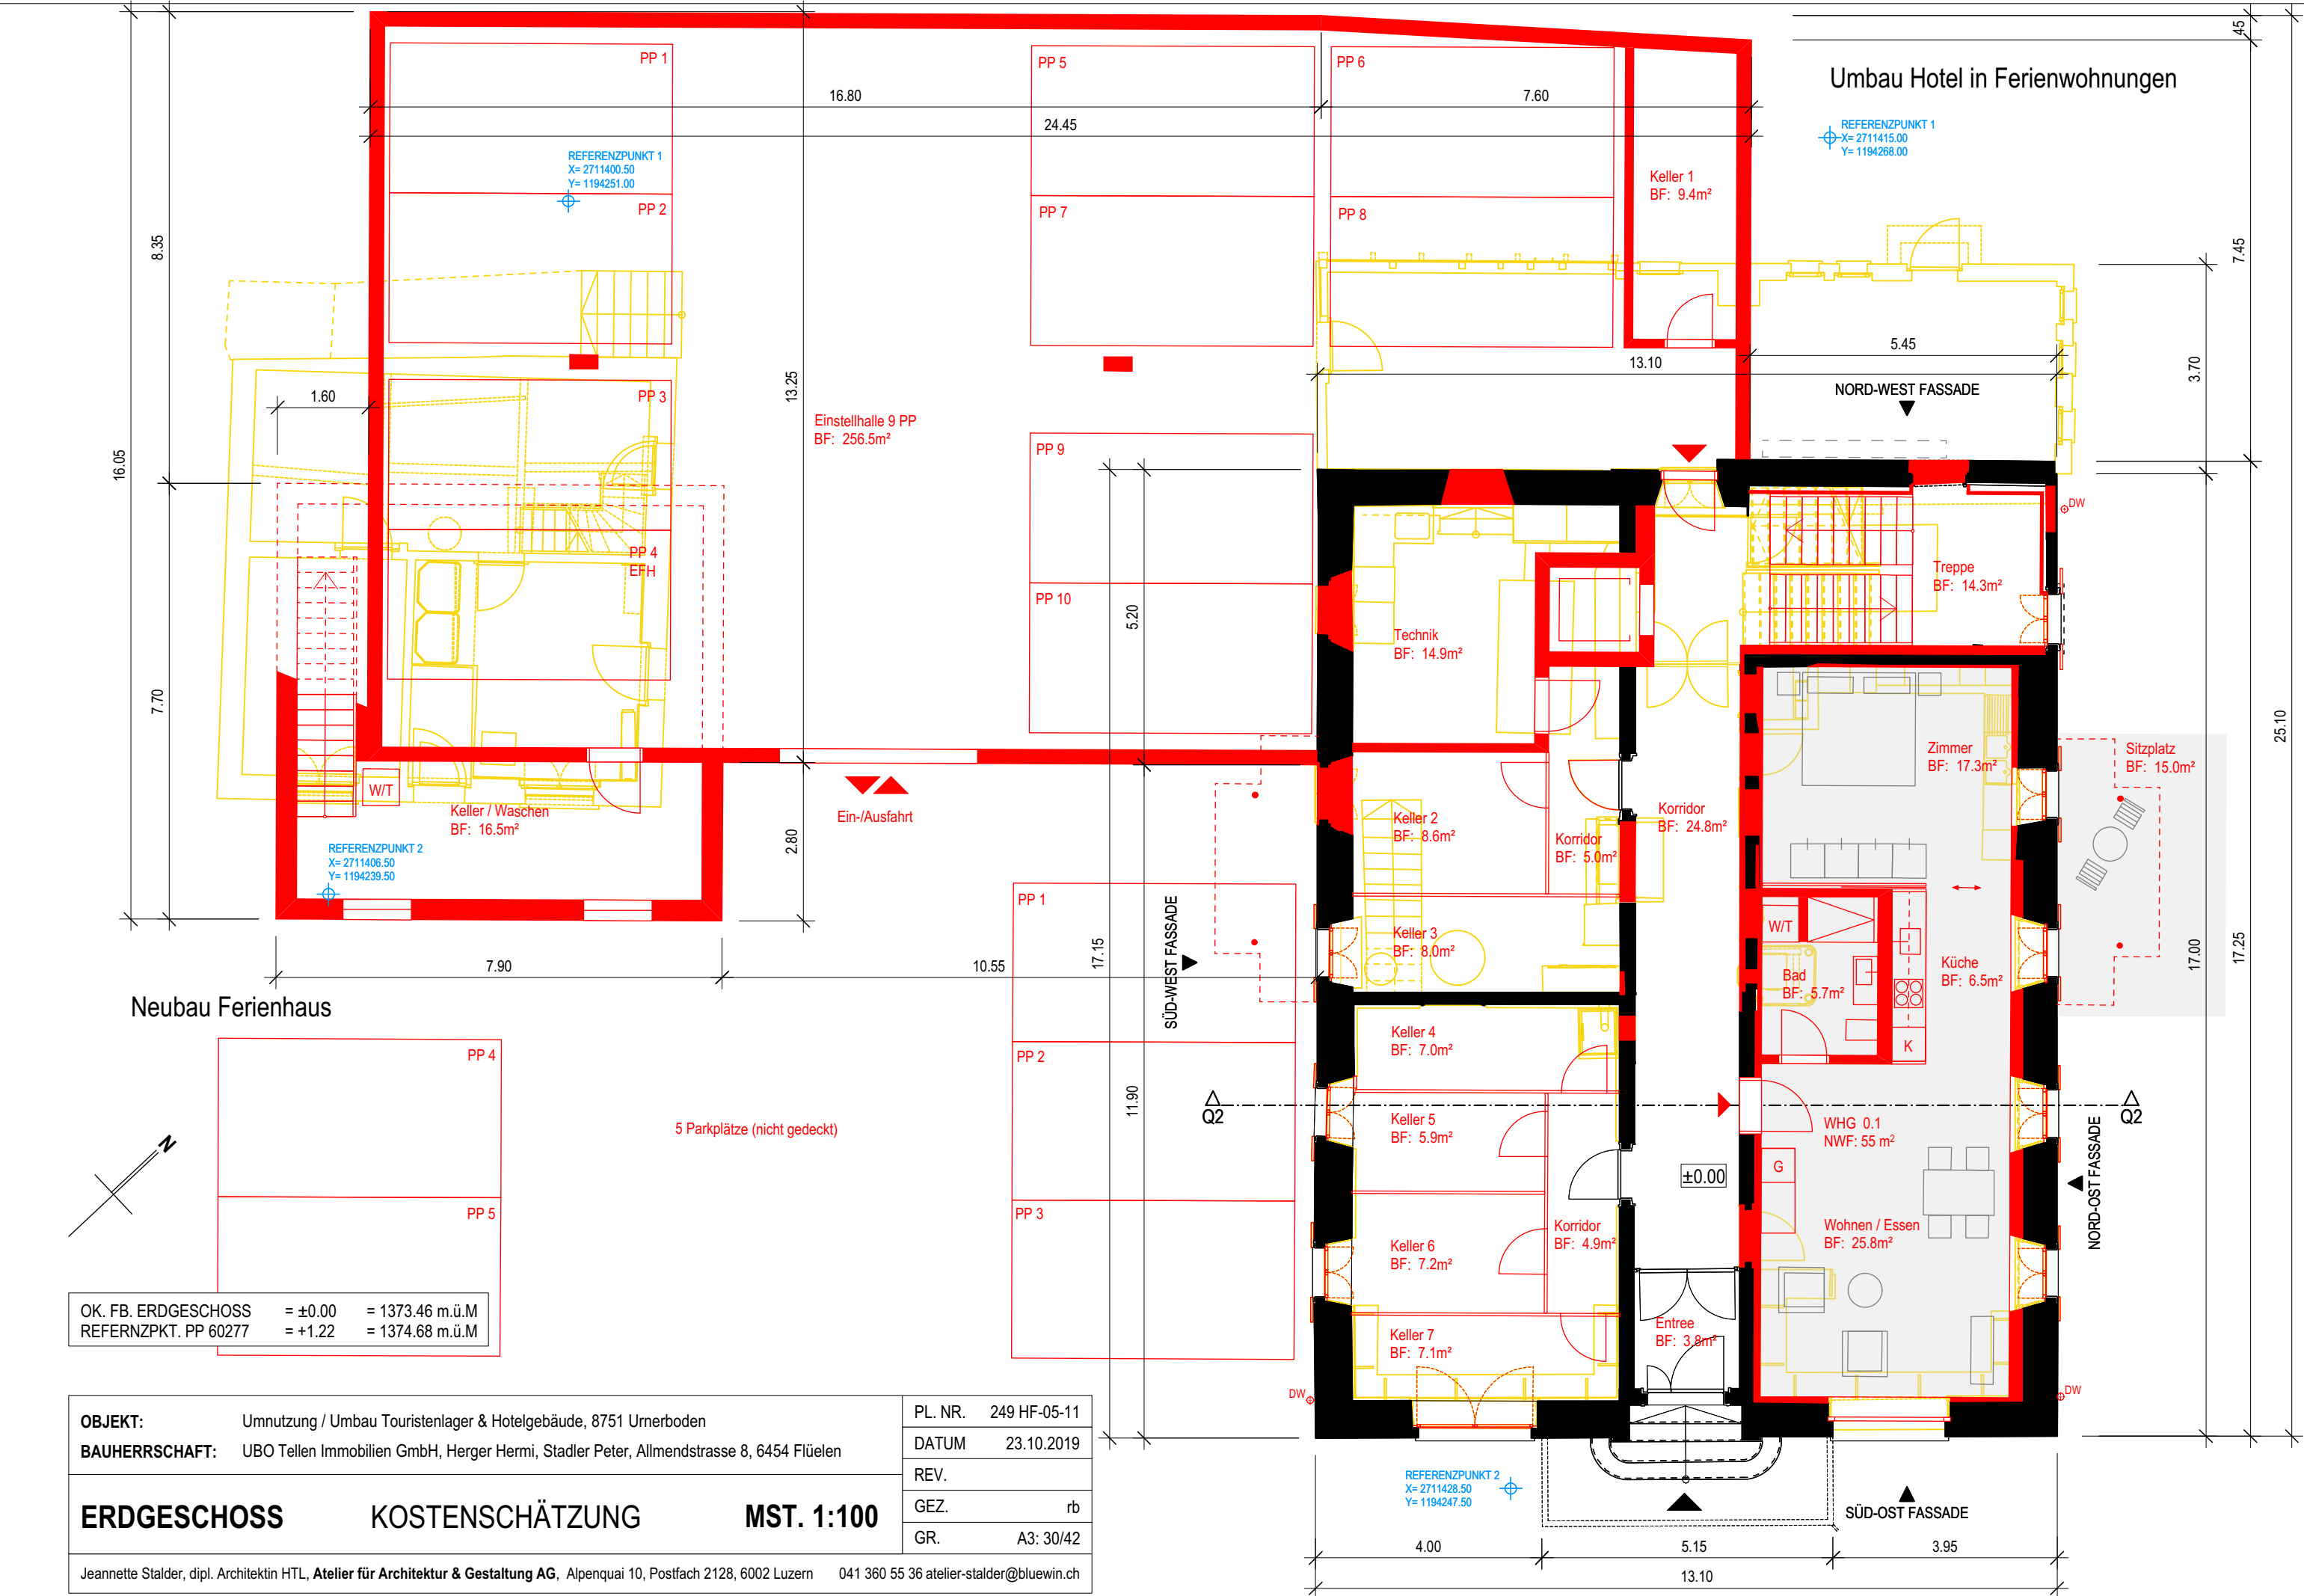 45
Umbau Hotel in Ferienwohnungen
PP 1
PP 5
PP 6
16.80
7.60
24.45
REFERENZPUNKT 1
X= 2711415.00
Y= 1194268.00
REFERENZPUNKT 1
X= 2711400.50
Y= 1194251.00
Keller 1
BF: 9.4m²
PP 2
PP 7
PP 8
8.35
7.45
13.25
5.45
13.10
3.70
1.60
PP 3
NORD-WEST FASSADE
Einstellhalle 9 PP
BF: 256.5m²
PP 9
16.05
DW
PP 4
EFH
PP 10
5.20
Treppe
BF: 14.3m²
Technik
BF: 14.9m²
7.70
25.10
Zimmer
BF: 17.3m²
Sitzplatz
BF: 15.0m²
W/T
Keller / Waschen
BF: 16.5m²
Ein-/Ausfahrt
Keller 2
BF: 8.6m²
Korridor
BF: 5.0m²
Korridor
BF: 24.8m²
2.80
REFERENZPUNKT 2
X= 2711406.50
Y= 1194239.50
PP 1
SÜD-WEST FASSADE
Keller 3
BF: 8.0m²
W/T
17.15
17.00
17.25
7.90
10.55
Küche
BF: 6.5m²
Bad
BF: 5.7m²
Neubau Ferienhaus
K
Keller 4
BF: 7.0m²
PP 4
PP 2
11.90
Q2
Q2
N
5 Parkplätze (nicht gedeckt)
Keller 5
BF: 5.9m²
WHG 0.1
NWF: 55 m²
G
±0.00
NORD-OST FASSADE
PP 5
PP 3
Keller 6
BF: 7.2m²
Korridor
BF: 4.9m²
Wohnen / Essen
BF: 25.8m²
OK. FB. ERDGESCHOSS = ±0.00 = 1373.46 m.ü.M
REFERNZPKT. PP 60277 = +1.22 = 1374.68 m.ü.M
Keller 7
BF: 7.1m²
Entree
BF: 3.8m²
DW
DW
OBJEKT: Umnutzung / Umbau Touristenlager & Hotelgebäude, 8751 Urnerboden
BAUHERRSCHAFT: UBO Tellen Immobilien GmbH, Herger Hermi, Stadler Peter, Allmendstrasse 8, 6454 Flüelen
PL. NR. 249 HF-05-11
DATUM 23.10.2019
REV.
GEZ. rb
GR. A3: 30/42
ERDGESCHOSS KOSTENSCHÄTZUNG MST. 1:100
Jeannette Stalder, dipl. Architektin HTL, Atelier für Architektur & Gestaltung AG, Alpenquai 10, Postfach 2128, 6002 Luzern 041 360 55 36 atelier-stalder@bluewin.ch
REFERENZPUNKT 2
X= 2711428.50
Y= 1194247.50
SÜD-OST FASSADE
4.00
5.15
3.95
13.10